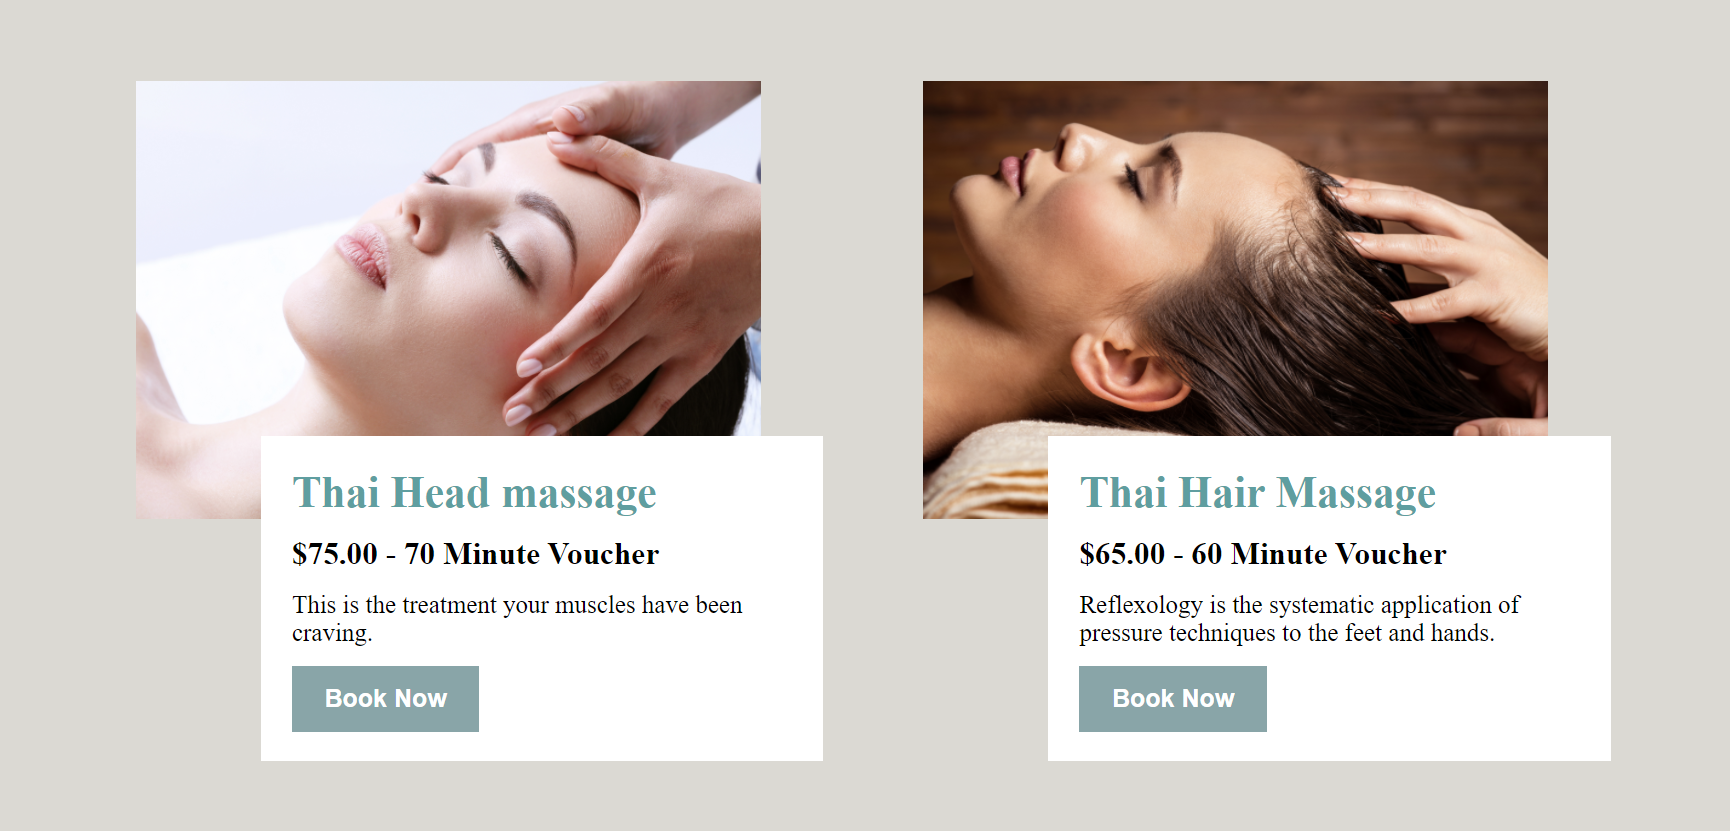 Thai Head massage
$75.00 - 70 Minute Voucher
This is the treatment your muscles have been
craving.
Book Now
Thai Hair Massage
$65.00 - 60 Minute Voucher
Reflexology is the systematic application of
pressure techniques to the feet and hands.
Book Now